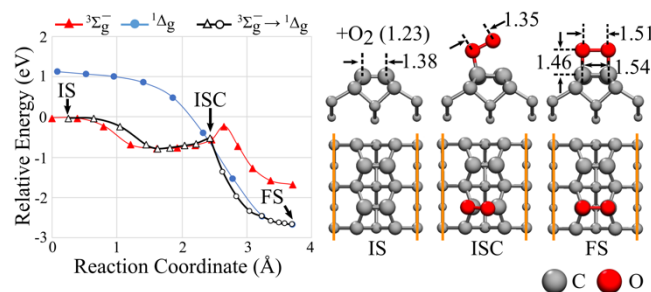 ³Σg⁻ ¹Δg ³Σg⁻→¹Δg
Relative Energy (eV)
2
1
0
-1
-2
-3
IS
ISC
FS
0 1 2 3 4
Reaction Coordinate (Å)
+O₂ (1.23)
1.38
1.35
1.51
1.46
1.54
IS
ISC
FS
C
O